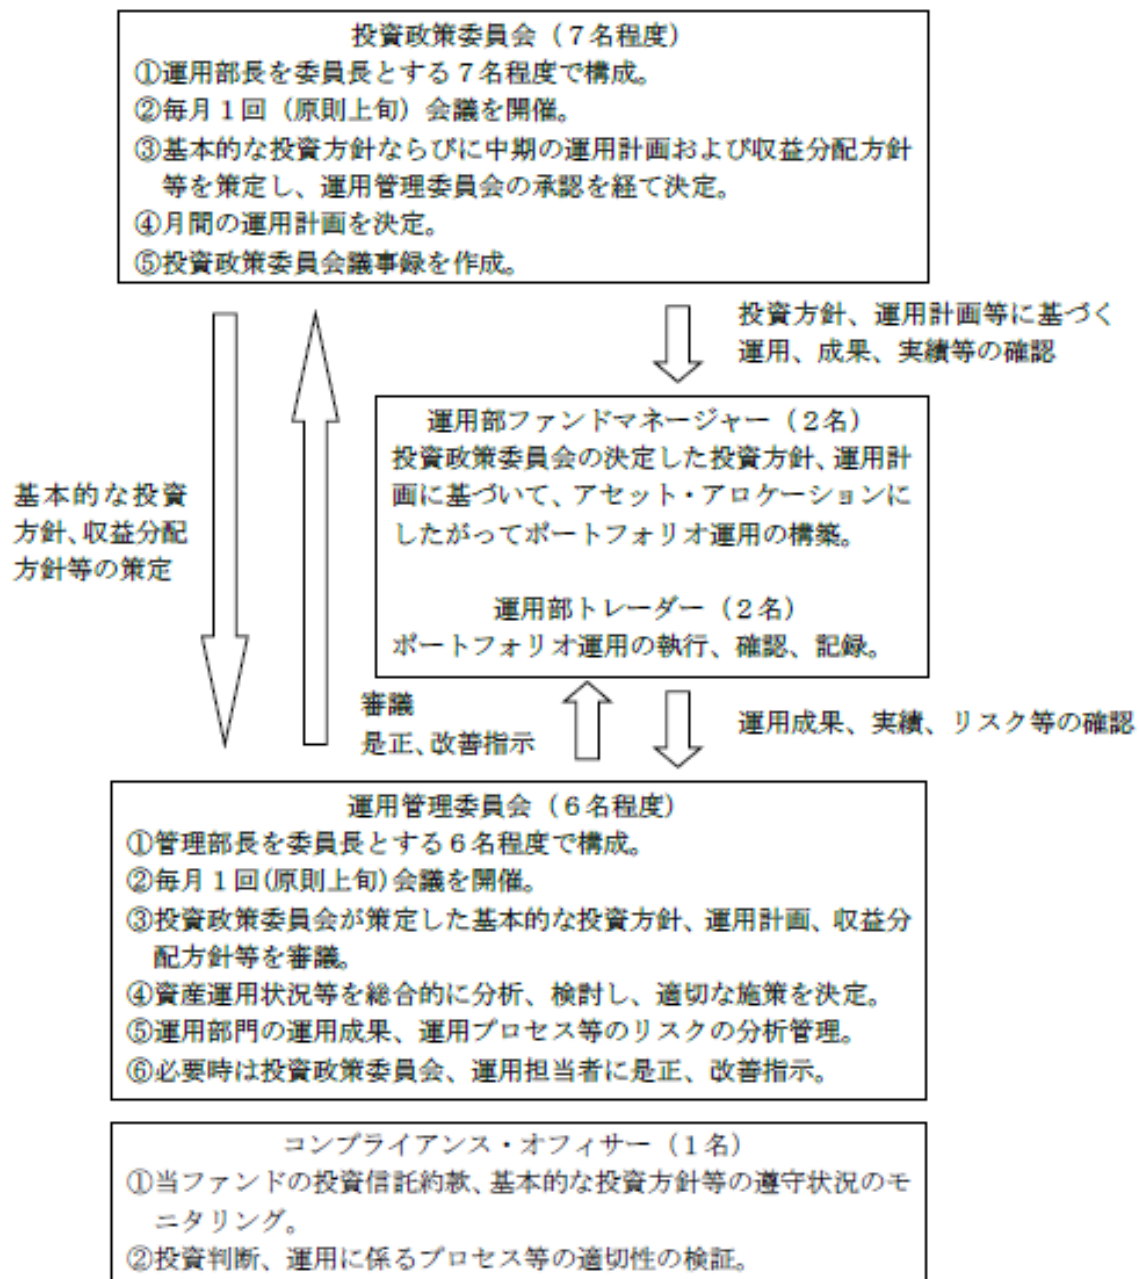 投資政策委員会（７名程度）
①運用部長を委員長とする７名程度で構成。
②毎月１回（原則上旬）会議を開催。
③基本的な投資方針ならびに中期の運用計画および収益分配方針
等を策定し、運用管理委員会の承認を経て決定。
④月間の運用計画を決定。
⑤投資政策委員会議事録を作成。
投資方針、運用計画等に基づく
運用、成果、実績等の確認
運用部ファンドマネージャー（２名）
投資政策委員会の決定した投資方針、運用計
画に基づいて、アセット・アロケーションに
したがってポートフォリオ運用の構築。
運用部トレーダー（２名）
ポートフォリオ運用の執行、確認、記録。
基本的な投資
方針、収益分配
方針等の策定
審議
是正、改善指示
運用成果、実績、リスク等の確認
運用管理委員会（６名程度）
①管理部長を委員長とする６名程度で構成。
②毎月１回（原則上旬）会議を開催。
③投資政策委員会が策定した基本的な投資方針、運用計画、収益分
配方針等を審議。
④資産運用状況等を総合的に分析、検討し、適切な施策を決定。
⑤運用部門の運用成果、運用プロセス等のリスクの分析管理。
⑥必要時は投資政策委員会、運用担当者に是正、改善指示。
コンプライアンス・オフィサー（１名）
①当ファンドの投資信託約款、基本的な投資方針等の遵守状況のモ
ニタリング。
②投資判断、運用に係るプロセス等の適切性の検証。